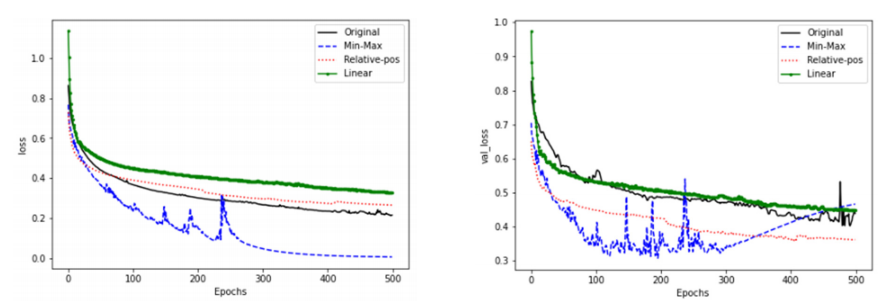 Original
Min-Max
Relative-pos
Linear
1.0
0.8
0.6
0.4
0.2
0.0
loss
0
100
200
300
400
500
Epochs
Original
Min-Max
Relative-pos
Linear
1.0
0.9
0.8
0.7
0.6
0.5
0.4
0.3
val_loss
0
100
200
300
400
500
Epochs